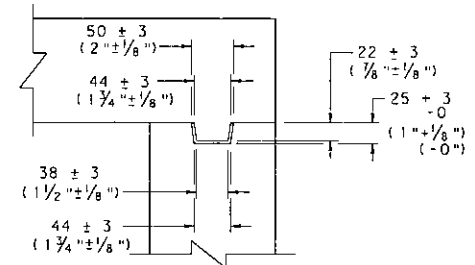 50 ± 3
( 2 "±1/8 ")
44 ± 3
( 1 3/4 "±1/8 ")
22 ± 3
( 7/8 "±1/8 ")
25 + 3
-0
( 1 "+1/8 ")
( -0 ")
38 ± 3
( 1 1/2 "±1/8 ")
44 ± 3
( 1 3/4 "±1/8 ")